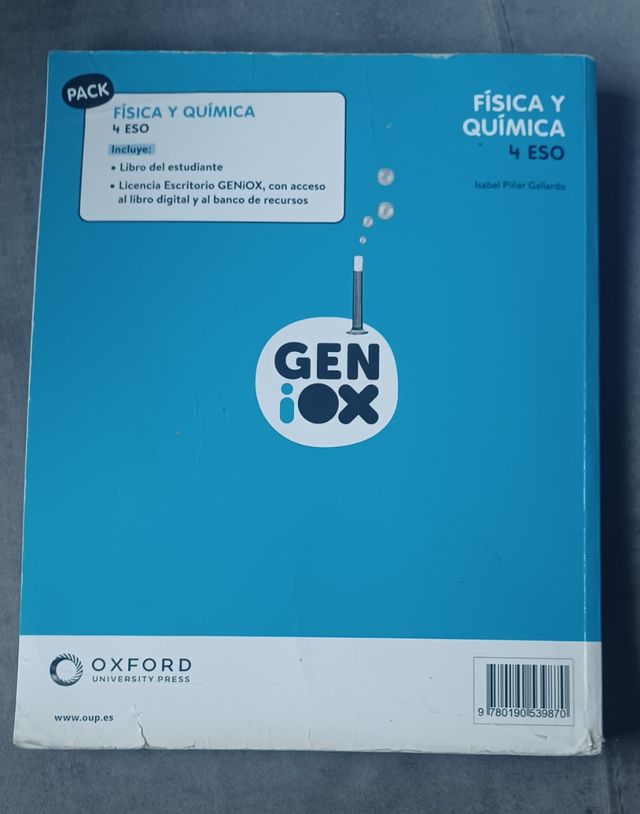 PACK
FÍSICA Y QUÍMICA
4 ESO
Incluye:
• Libro del estudiante
• Licencia Escritorio GENiOX, con acceso
al libro digital y al banco de recursos
FÍSICA Y
QUÍMICA
4 ESO
Isabel Piñar Gallardo
GEN
iOX
OXFORD
UNIVERSITY PRESS
www.oup.es
9 780190 539870